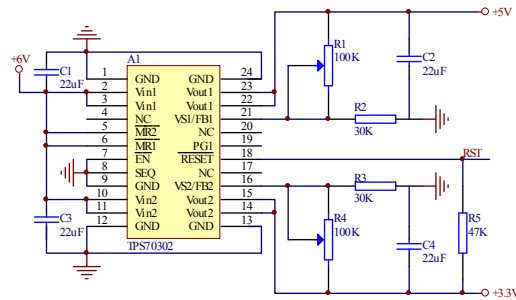 +5V
A1
R1
100K
C2
22uF
+6V
C1
22uF
1 GND GND 24
2 Vin1 Vout1 23
3 Vin1 Vout1 22
4 NC VS1/FB1 21
5 MR2 NC 20
6 MR1 PG1 19
7 EN RESET 18
8 SEQ NC 17
9 GND VS2/FB2 16
10 Vin2 Vout2 15
11 Vin2 Vout2 14
12 GND GND 13
TPS70302
R2
30K
RST
R3
30K
C3
22uF
R4
100K
C4
22uF
R5
47K
+3.3V